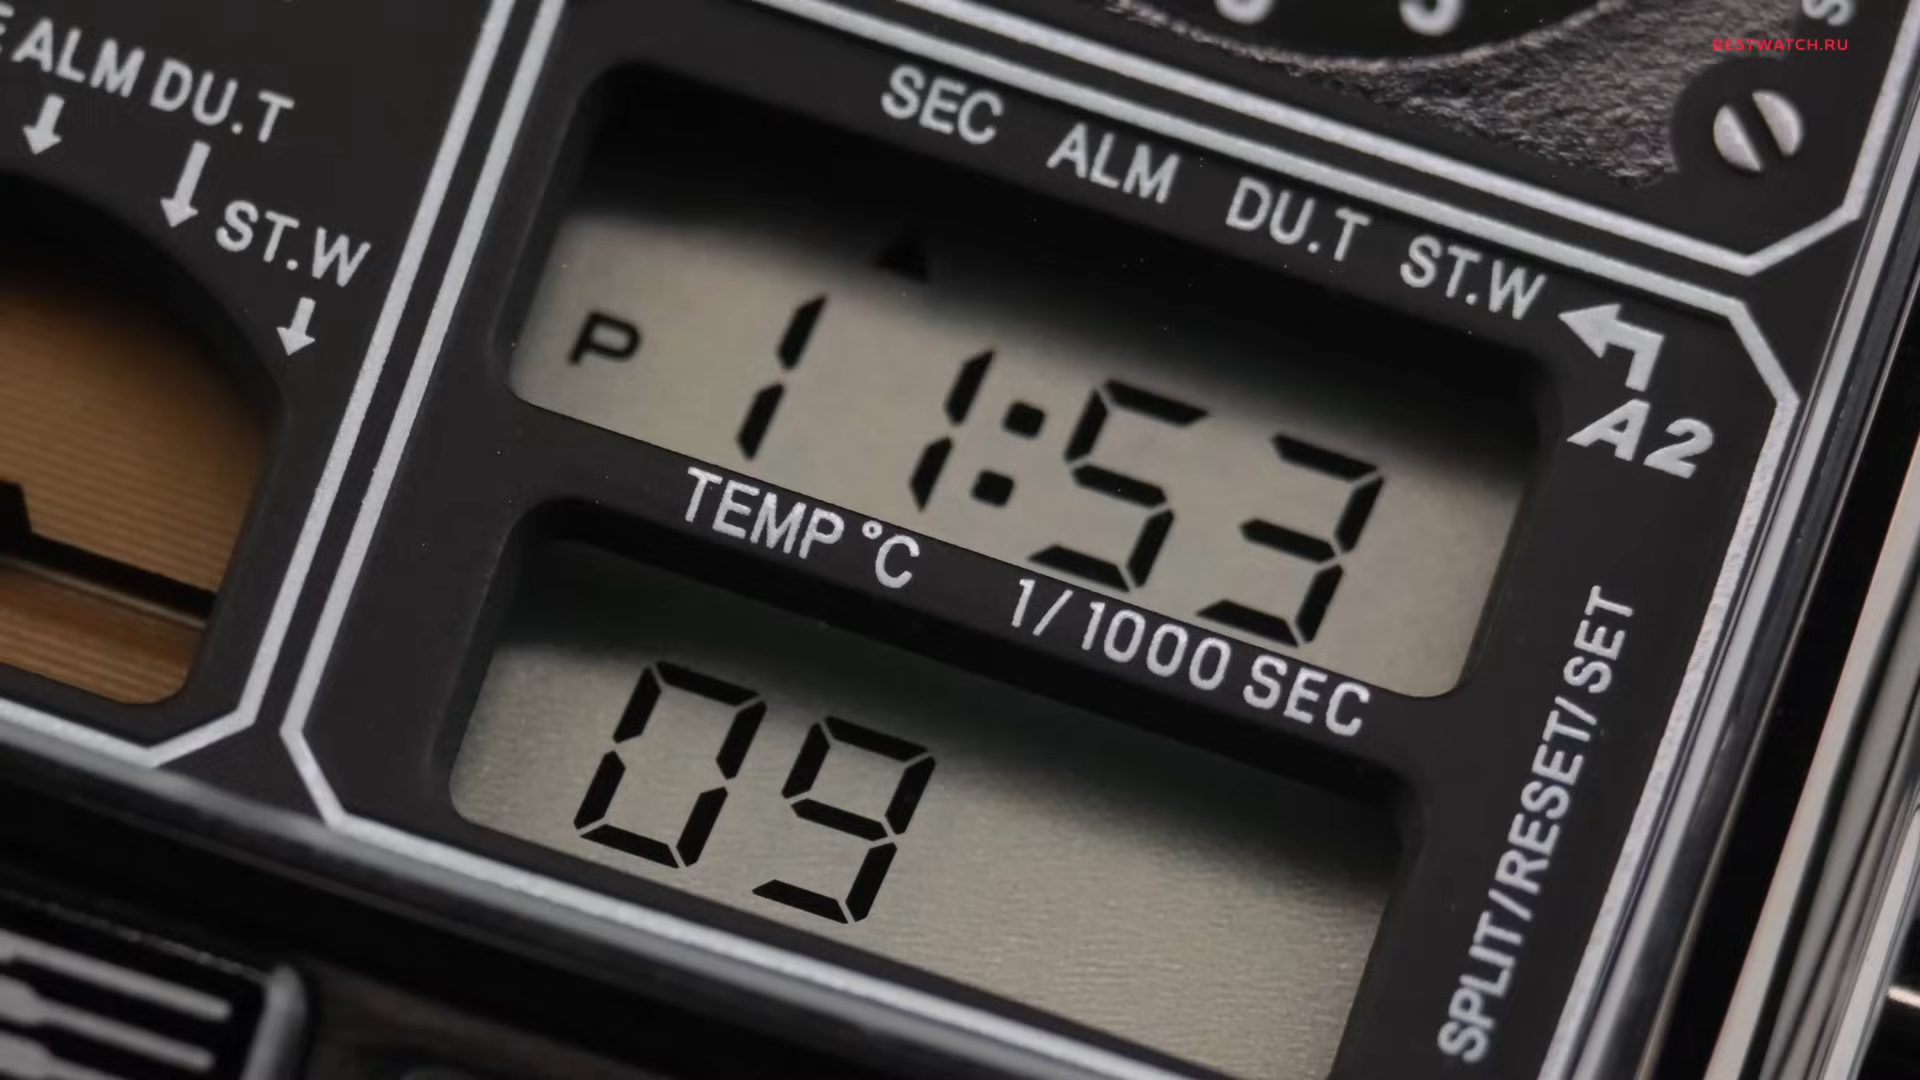 BESTWATCH.RU
ALM DU.T
ST.W
SEC ALM DU.T ST.W
A2
P 11:53
TEMP °C 1/1000 SEC
09
SPLIT/RESET/SET